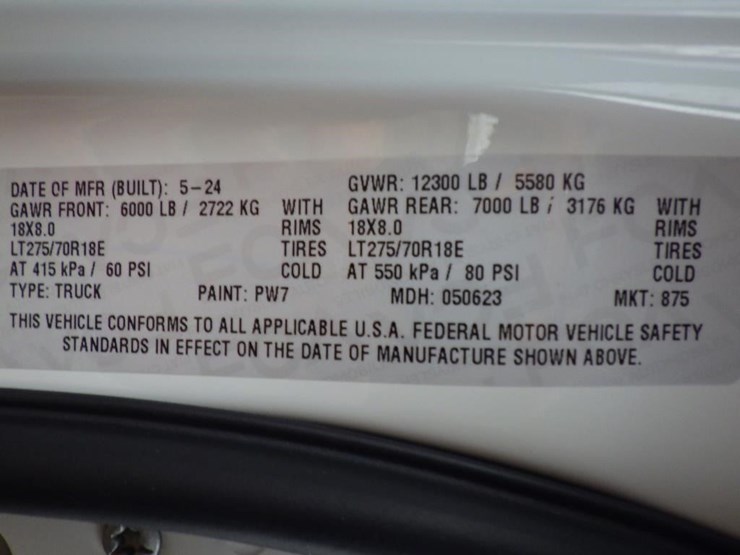 DATE OF MFR (BUILT): 5-24 GVWR: 12300 LB / 5580 KG
GAWR FRONT: 6000 LB / 2722 KG WITH GAWR REAR: 7000 LB / 3176 KG WITH
18X8.0 RIMS 18X8.0 RIMS
LT275/70R18E TIRES LT275/70R18E TIRES
AT 415 kPa / 60 PSI COLD AT 550 kPa / 80 PSI COLD
TYPE: TRUCK PAINT: PW7 MDH: 050623 MKT: 875
THIS VEHICLE CONFORMS TO ALL APPLICABLE U.S.A. FEDERAL MOTOR VEHICLE SAFETY
STANDARDS IN EFFECT ON THE DATE OF MANUFACTURE SHOWN ABOVE.